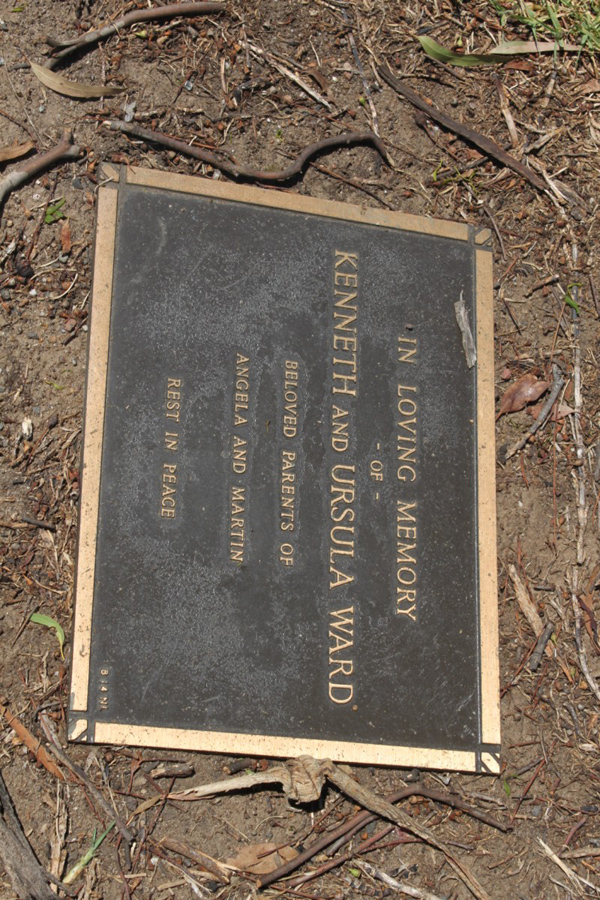 IN LOVING MEMORY
- OF -
KENNETH AND URSULA WARD
BELOVED PARENTS OF
ANGELA AND MARTIN
REST IN PEACE